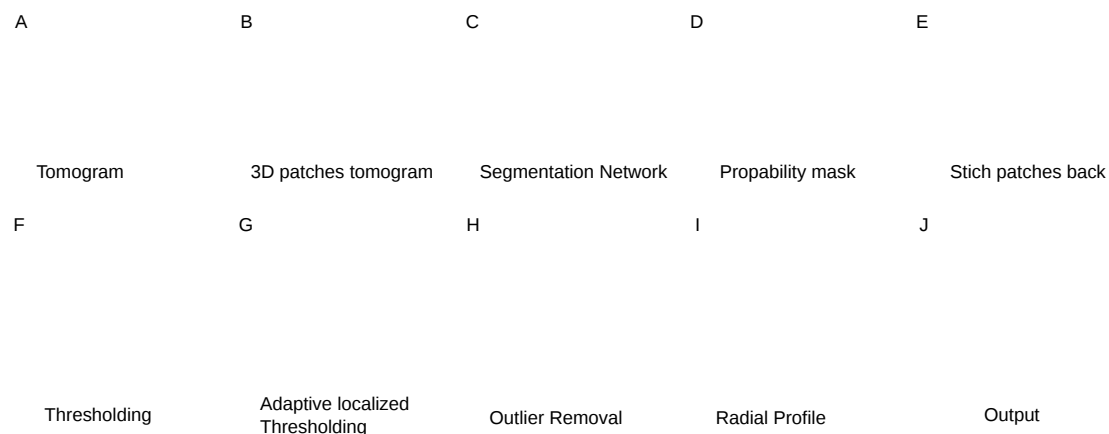 A B C D E
Tomogram 3D patches tomogram Segmentation Network Propability mask Stich patches back
F G H I J
Thresholding Adaptive localized Thresholding Outlier Removal Radial Profile Output